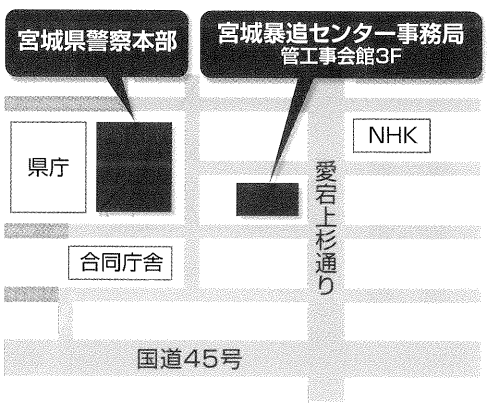 宮城県警察本部
宮城暴追センター事務局
管工事会館3F
NHK
県庁
愛宕上杉通り
合同庁舎
国道45号